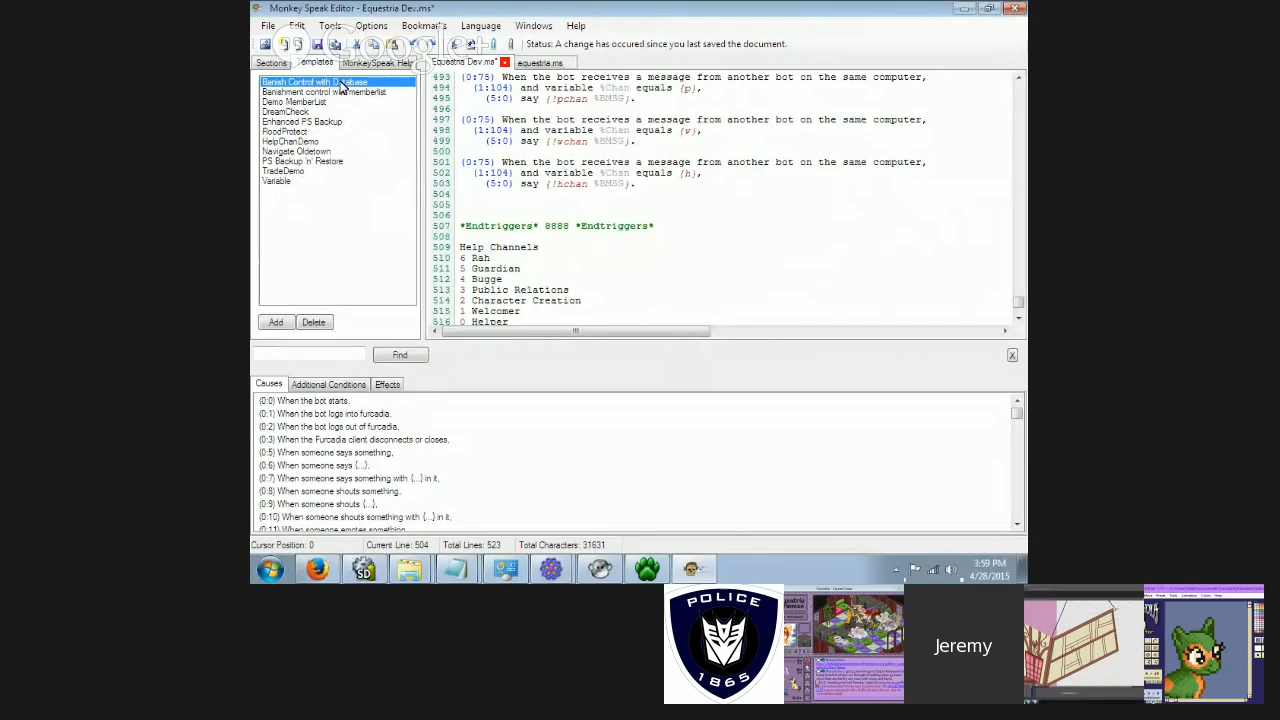 Monkey Speak Editor - Equestria Dev.ms*
File Edit Tools Options Bookmarks Language Windows Help
Google+
Status: A change has occured since you last saved the document.
Sections Templates MonkeySpeak Help
Equestria Dev.ms* equestria.ms
Banish Control with Database
Banishment control with memberlist
Demo MemberList
DreamCheck
Enhanced PS Backup
FloodProtect
HelpChanDemo
Navigate Oldetown
PS Backup 'n' Restore
TradeDemo
Variable
Add Delete
493 (0:75) When the bot receives a message from another bot on the same computer,
494 (1:104) and variable %Chan equals {p},
495 (5:0) say {!pchan %BMSG}.
496
497 (0:75) When the bot receives a message from another bot on the same computer,
498 (1:104) and variable %Chan equals {w},
499 (5:0) say {!wchan %BMSG}.
500
501 (0:75) When the bot receives a message from another bot on the same computer,
502 (1:104) and variable %Chan equals {h},
503 (5:0) say {!hchan %BMSG}.
504
505
506
507 *Endtriggers* 8888 *Endtriggers*
508
509 Help Channels
510 6 Rah
511 5 Guardian
512 4 Bugge
513 3 Public Relations
514 2 Character Creation
515 1 Welcomer
516 0 Helper
Find
X
Causes Additional Conditions Effects
(0:0) When the bot starts,
(0:1) When the bot logs into furcadia,
(0:2) When the bot logs out of furcadia,
(0:3) When the Furcadia client disconnects or closes,
(0:5) When someone says something,
(0:6) When someone says {...},
(0:7) When someone says something with {...} in it,
(0:8) When someone shouts something,
(0:9) When someone shouts {...},
(0:10) When someone shouts something with {...} in it,
(0:11) When someone emotes something
Cursor Position: 0 Current Line: 504 Total Lines: 523 Total Characters: 31631
SD
3:59 PM
4/28/2015
POLICE
1865
Jeremy